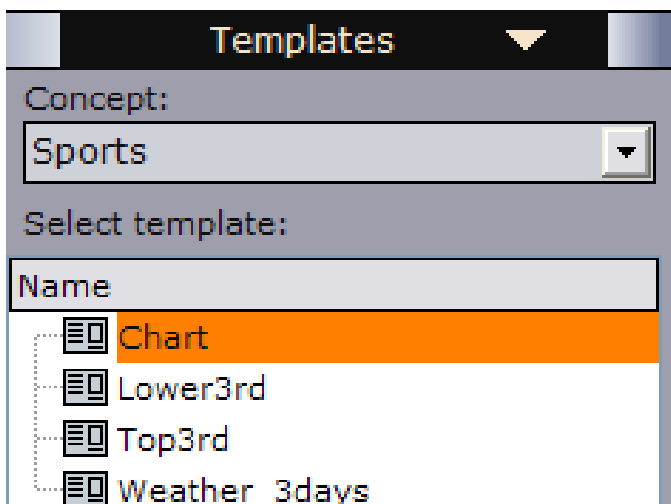 Templates
Concept:
Sports
Select template:
Name
Chart
Lower3rd
Top3rd
Weather_3days